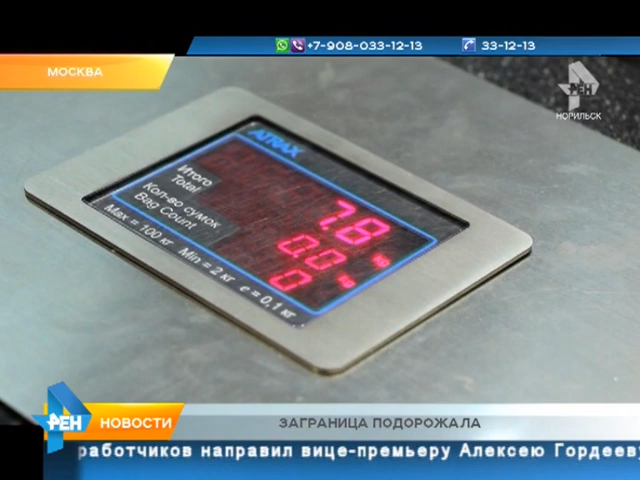 +7-908-033-12-13 33-12-13
МОСКВА
РЕН
НОРИЛЬСК
ATRAX
7.8
Итого
Total
0.0
Кол-во сумок
Bag Count
0
Max = 100 кг Min = 2 кг e = 0,1 кг
РЕН НОВОСТИ
ЗАГРАНИЦА ПОДОРОЖАЛА
работчиков направил вице-премьеру Алексею Гордееву